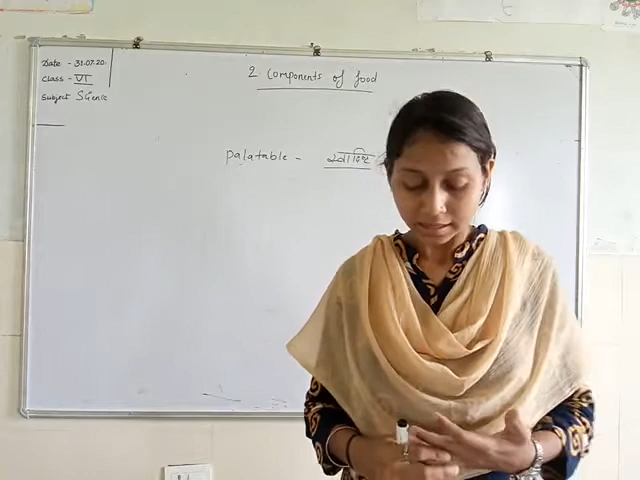 Date - 31.07.20
Class - VI
Subject Science
2 Components of food
Palatable - स्वादिष्ट